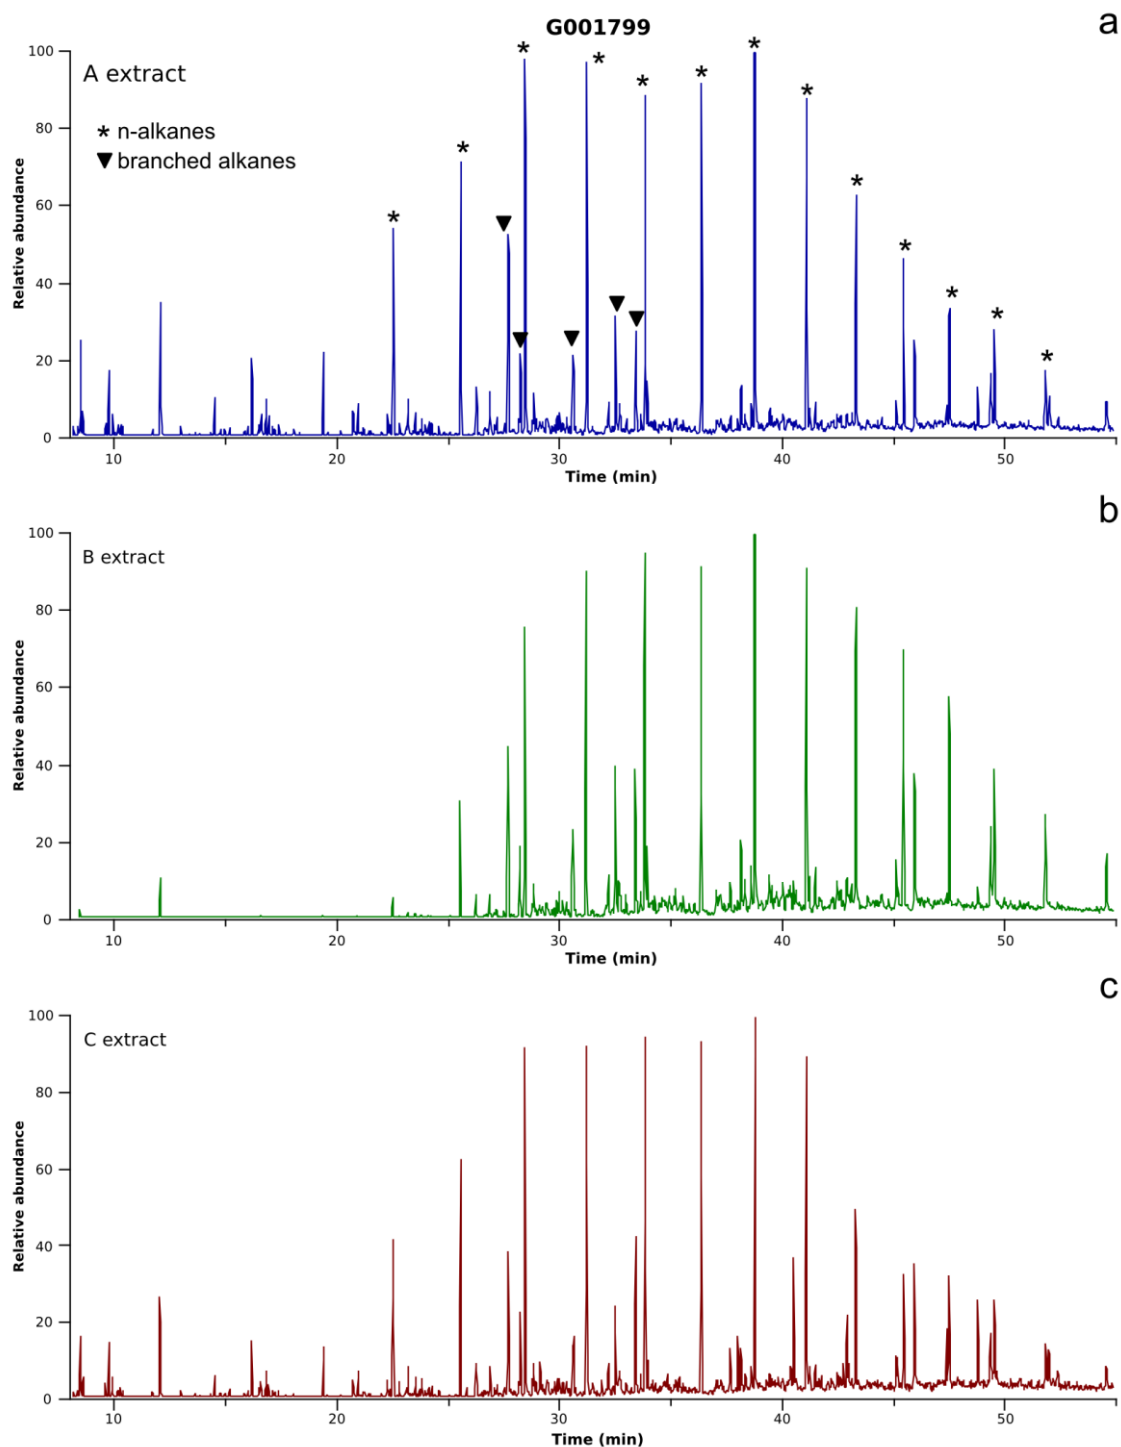 G001799
a
A extract
* n-alkanes
▼ branched alkanes
Relative abundance
100
80
60
40
20
0
10 20 30 40 50
Time (min)
b
B extract
Relative abundance
100
80
60
40
20
0
10 20 30 40 50
Time (min)
c
C extract
Relative abundance
100
80
60
40
20
0
10 20 30 40 50
Time (min)